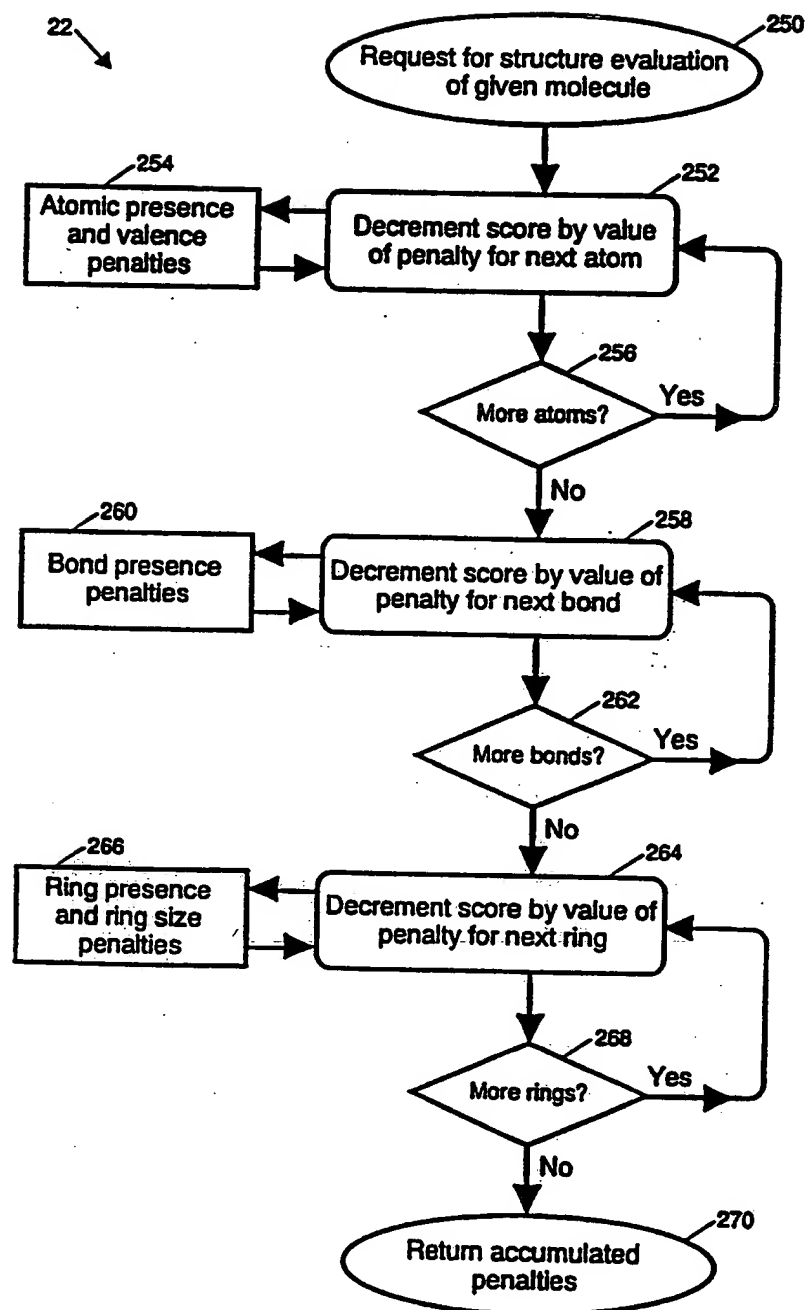 22
250
Request for structure evaluation
of given molecule
254
Atomic presence
and valence
penalties
252
Decrement score by value
of penalty for next atom
256
More atoms?
Yes
No
260
Bond presence
penalties
258
Decrement score by value of
penalty for next bond
262
More bonds?
Yes
No
266
Ring presence
and ring size
penalties
264
Decrement score by value of
penalty for next ring
268
More rings?
Yes
No
270
Return accumulated
penalties